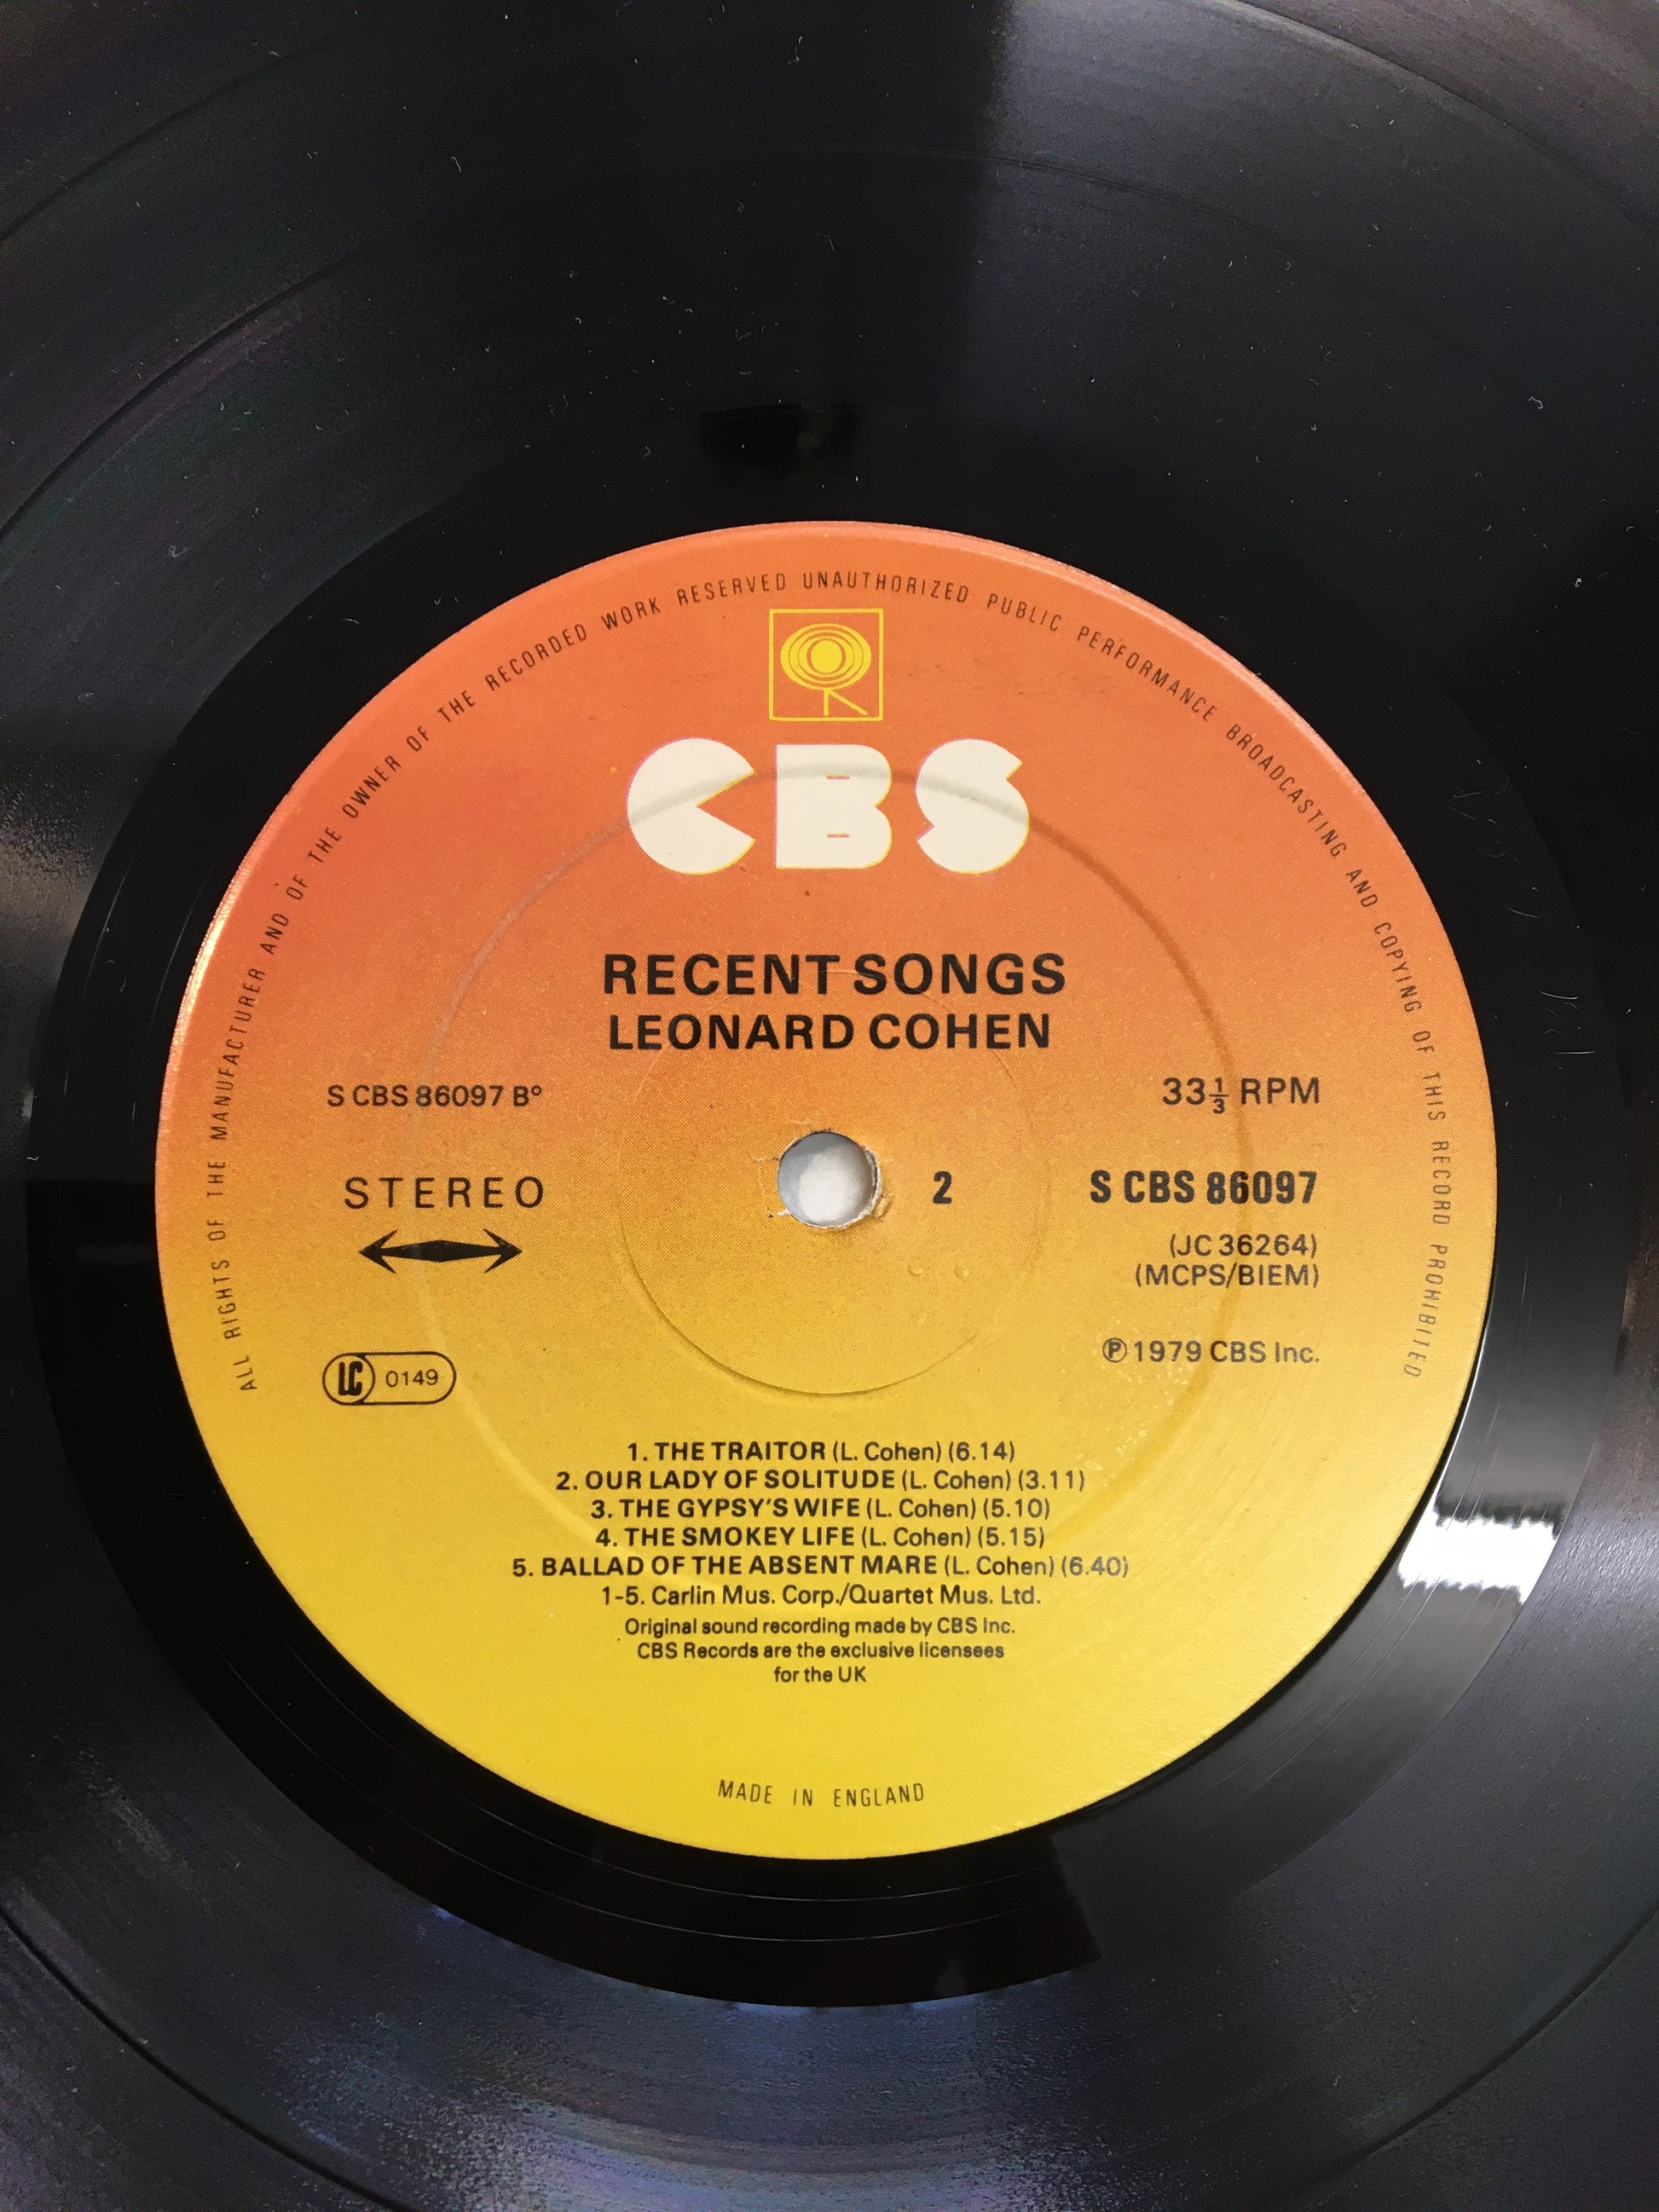 ALL RIGHTS OF THE MANUFACTURER AND OF THE OWNER OF THE RECORDED WORK RESERVED UNAUTHORIZED PUBLIC PERFORMANCE BROADCASTING AND COPYING OF THIS RECORD PROHIBITED
CBS
RECENT SONGS
LEONARD COHEN
S CBS 86097 B°
33⅓ RPM
STEREO
2
S CBS 86097
(JC 36264)
(MCPS/BIEM)
℗ 1979 CBS Inc.
LC 0149
1. THE TRAITOR (L. Cohen) (6.14)
2. OUR LADY OF SOLITUDE (L. Cohen) (3.11)
3. THE GYPSY'S WIFE (L. Cohen) (5.10)
4. THE SMOKEY LIFE (L. Cohen) (5.15)
5. BALLAD OF THE ABSENT MARE (L. Cohen) (6.40)
1-5. Carlin Mus. Corp./Quartet Mus. Ltd.
Original sound recording made by CBS Inc.
CBS Records are the exclusive licensees
for the UK
MADE IN ENGLAND